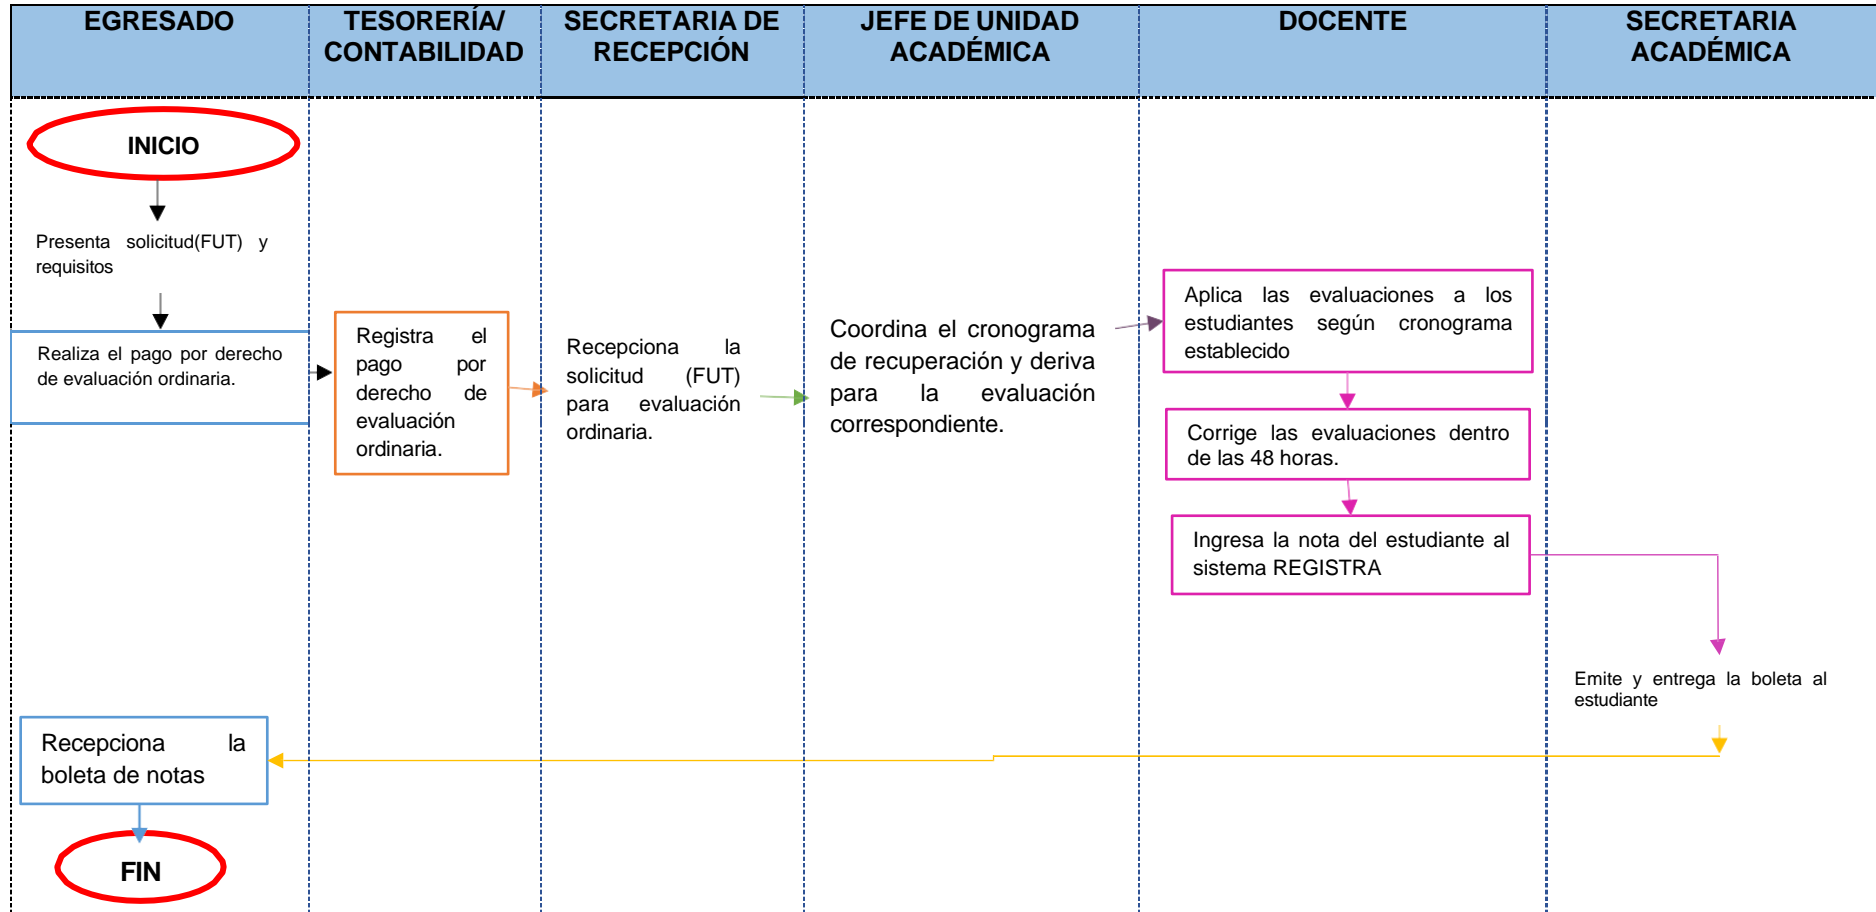 EGRESADO
TESORERÍA/
CONTABILIDAD
SECRETARIA DE
RECEPCIÓN
JEFE DE UNIDAD
ACADÉMICA
DOCENTE
SECRETARIA
ACADÉMICA
INICIO
Presenta solicitud(FUT) y
requisitos
Realiza el pago por derecho
de evaluación ordinaria.
Registra el
pago por
derecho de
evaluación
ordinaria.
Recepciona la
solicitud (FUT)
para evaluación
ordinaria.
Coordina el cronograma
de recuperación y deriva
para la evaluación
correspondiente.
Aplica las evaluaciones a los
estudiantes según cronograma
establecido
Corrige las evaluaciones dentro
de las 48 horas.
Ingresa la nota del estudiante al
sistema REGISTRA
Emite y entrega la boleta al
estudiante
Recepciona la
boleta de notas
FIN